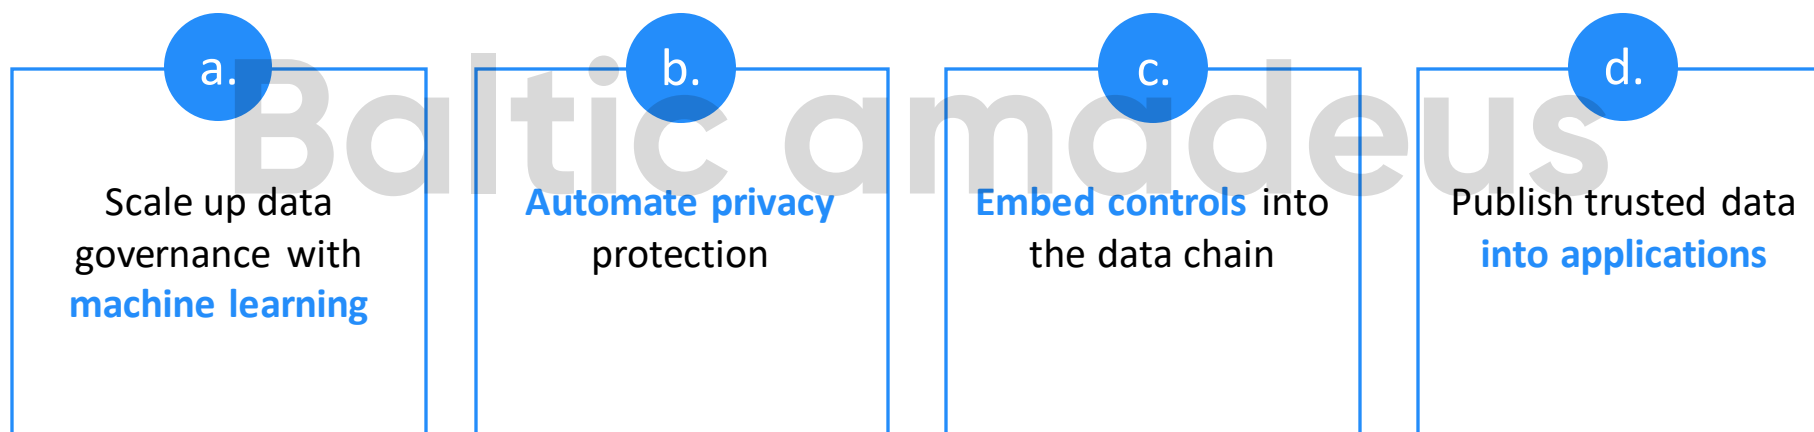 a.
Scale up data
governance with
machine learning
b.
Automate privacy
protection
c.
Embed controls into
the data chain
d.
Publish trusted data
into applications
Baltic amadeus